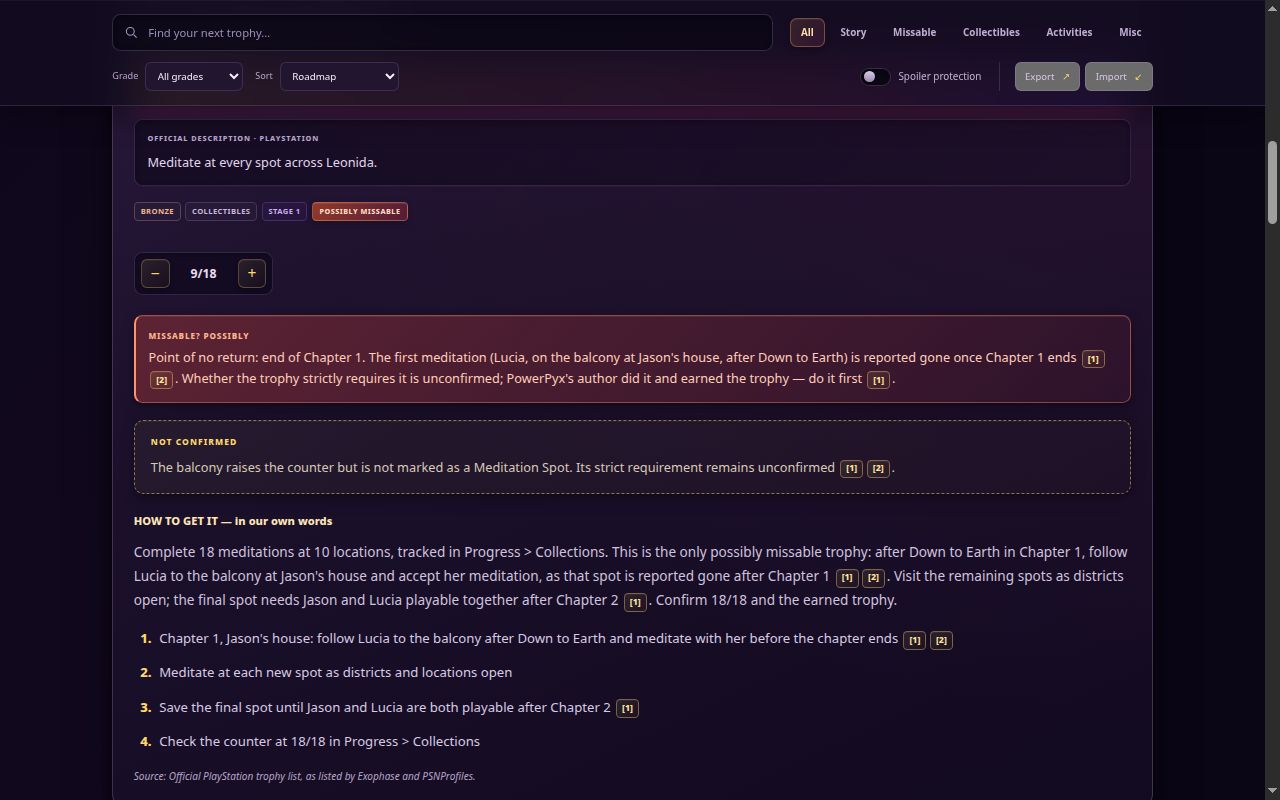 Find your next trophy...
All Story Missable Collectibles Activities Misc
Grade All grades Sort Roadmap Spoiler protection Export ↗ Import ↙
OFFICIAL DESCRIPTION · PLAYSTATION
Meditate at every spot across Leonida.
BRONZE COLLECTIBLES STAGE 1 POSSIBLY MISSABLE
− 9/18 +
MISSABLE? POSSIBLY
Point of no return: end of Chapter 1. The first meditation (Lucia, on the balcony at Jason's house, after Down to Earth) is reported gone once Chapter 1 ends [1]
[2] . Whether the trophy strictly requires it is unconfirmed; PowerPyx's author did it and earned the trophy — do it first [1] .
NOT CONFIRMED
The balcony raises the counter but is not marked as a Meditation Spot. Its strict requirement remains unconfirmed [1] [2] .
HOW TO GET IT — in our own words
Complete 18 meditations at 10 locations, tracked in Progress > Collections. This is the only possibly missable trophy: after Down to Earth in Chapter 1, follow
Lucia to the balcony at Jason's house and accept her meditation, as that spot is reported gone after Chapter 1 [1] [2] . Visit the remaining spots as districts
open; the final spot needs Jason and Lucia playable together after Chapter 2 [1] . Confirm 18/18 and the earned trophy.
1. Chapter 1, Jason's house: follow Lucia to the balcony after Down to Earth and meditate with her before the chapter ends [1] [2]
2. Meditate at each new spot as districts and locations open
3. Save the final spot until Jason and Lucia are both playable after Chapter 2 [1]
4. Check the counter at 18/18 in Progress > Collections
Source: Official PlayStation trophy list, as listed by Exophase and PSNProfiles.